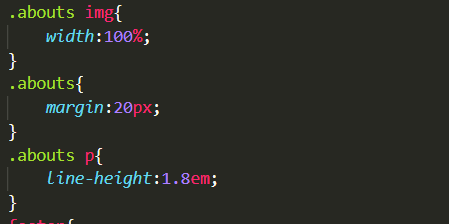 .abouts img{
    width:100%;
}
.abouts{
    margin:20px;
}
.abouts p{
    line-height:1.8em;
}